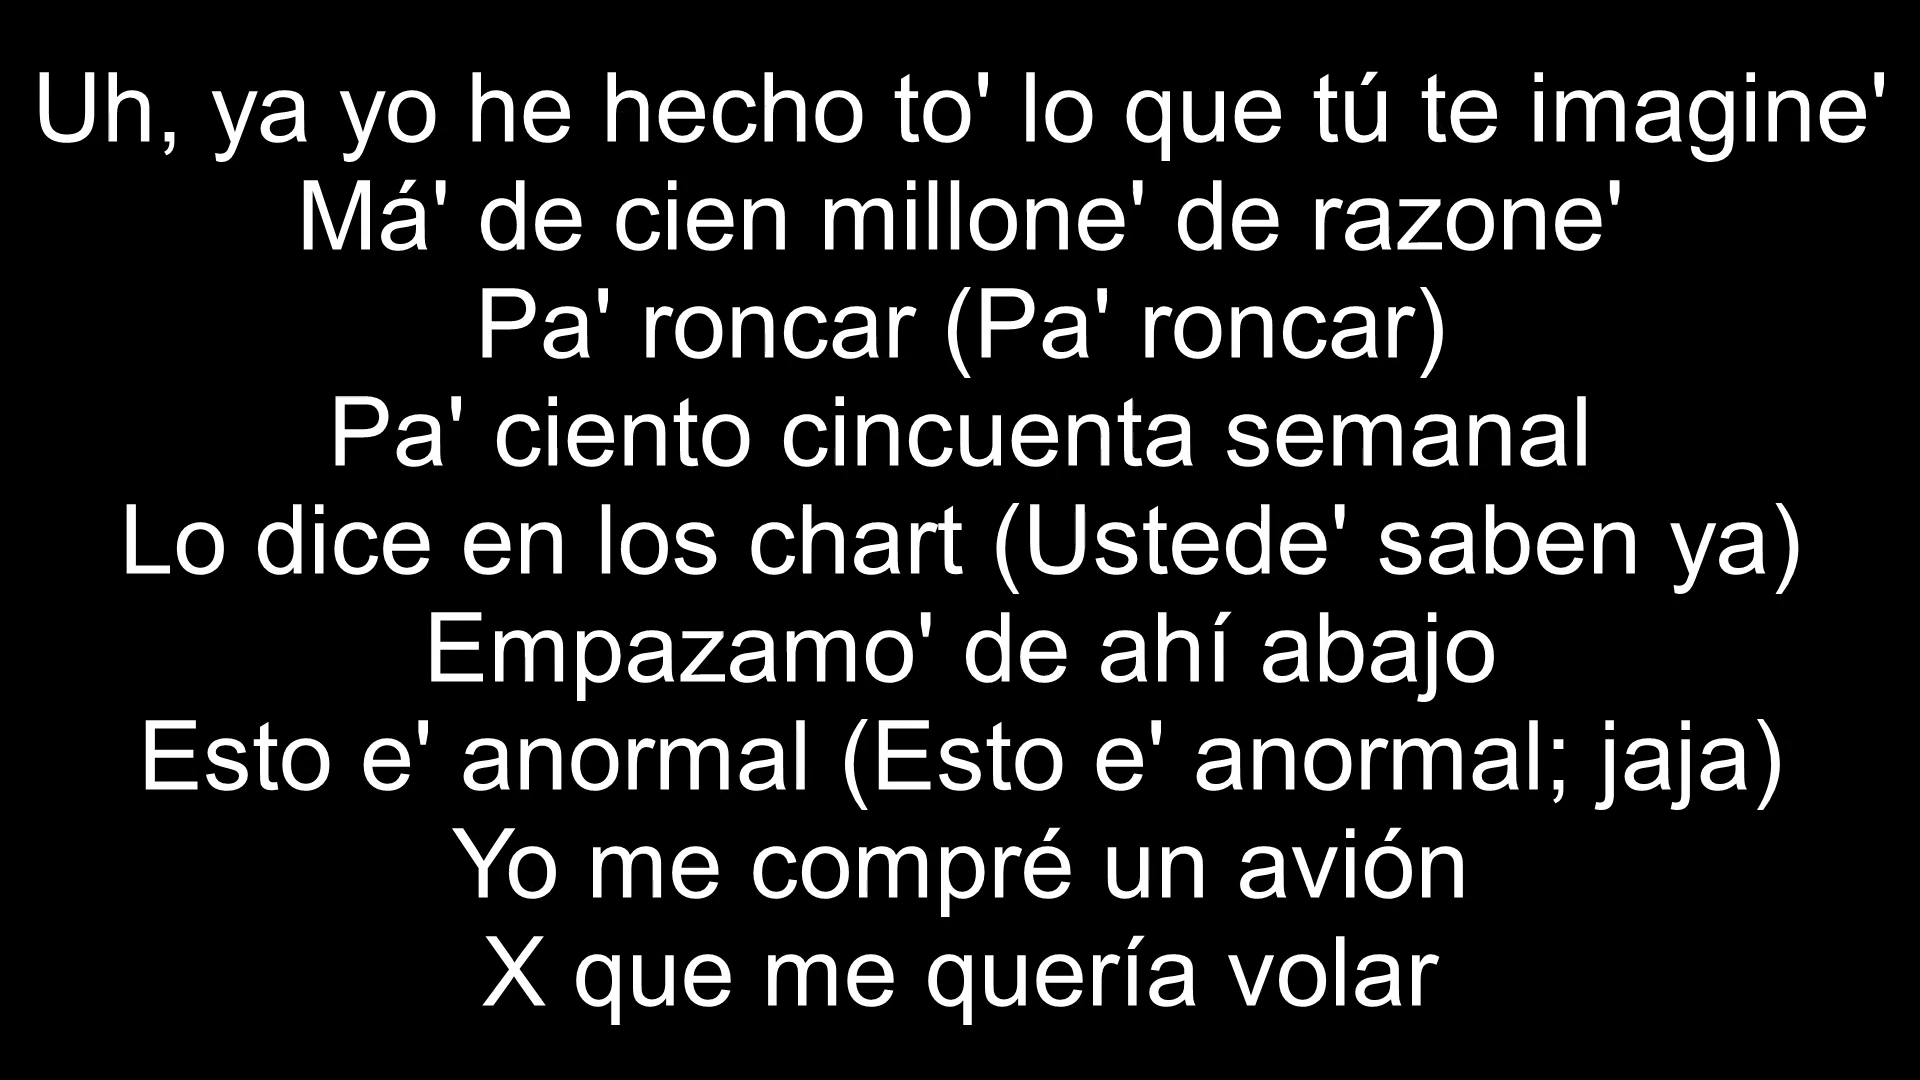 Uh, ya yo he hecho to' lo que tú te imagine'
Má' de cien millone' de razone'
Pa' roncar (Pa' roncar)
Pa' ciento cincuenta semanal
Lo dice en los chart (Ustede' saben ya)
Empazamo' de ahí abajo
Esto e' anormal (Esto e' anormal; jaja)
Yo me compré un avión
X que me quería volar